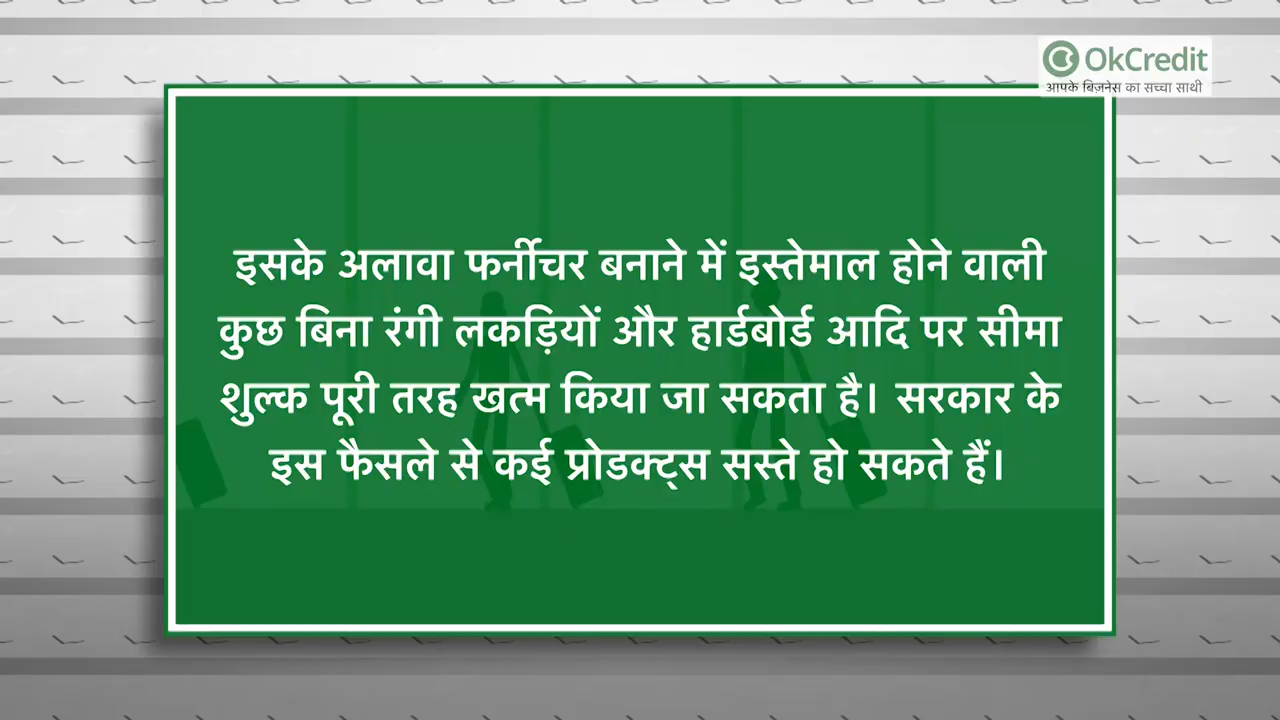 OkCredit
आपके बिज़नेस का सच्चा साथी
इसके अलावा फर्नीचर बनाने में इस्तेमाल होने वाली
कुछ बिना रंगी लकड़ियों और हार्डबोर्ड आदि पर सीमा
शुल्क पूरी तरह खत्म किया जा सकता है। सरकार के
इस फैसले से कई प्रोडक्ट्स सस्ते हो सकते हैं।